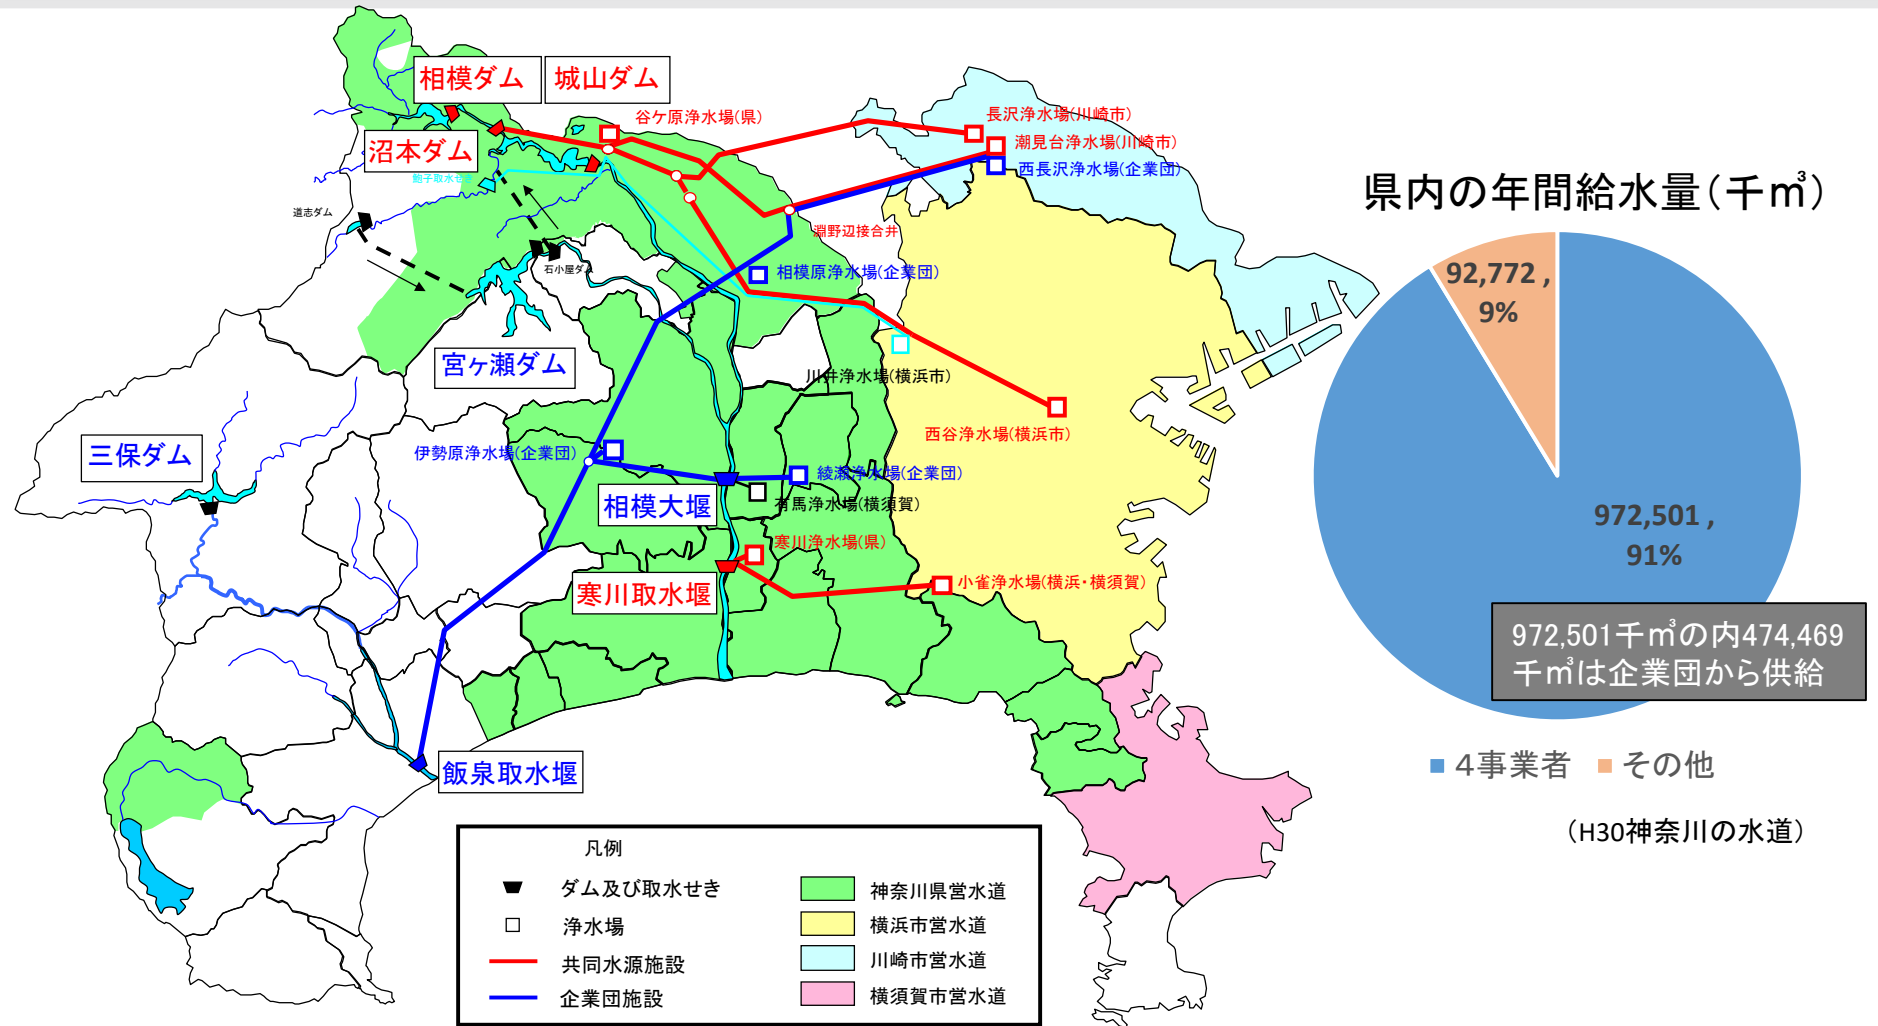 相模ダム
城山ダム
谷ケ原浄水場(県)
長沢浄水場(川崎市)
潮見台浄水場(川崎市)
西長沢浄水場(企業団)
沼本ダム
道志ダム
淵野辺接合井
石小屋ダム
相模原浄水場(企業団)
宮ヶ瀬ダム
川井浄水場(横浜市)
西谷浄水場(横浜市)
三保ダム
伊勢原浄水場(企業団)
綾瀬浄水場(企業団)
相模大堰
有馬浄水場(横須賀)
寒川浄水場(県)
寒川取水堰
小雀浄水場(横浜・横須賀)
飯泉取水堰
凡例
ダム及び取水せき
浄水場
共同水源施設
企業団施設
神奈川県営水道
横浜市営水道
川崎市営水道
横須賀市営水道
県内の年間給水量(千㎥)
92,772 ,
9%
972,501 ,
91%
972,501千㎥の内474,469
千㎥は企業団から供給
4事業者
その他
(H30神奈川の水道)